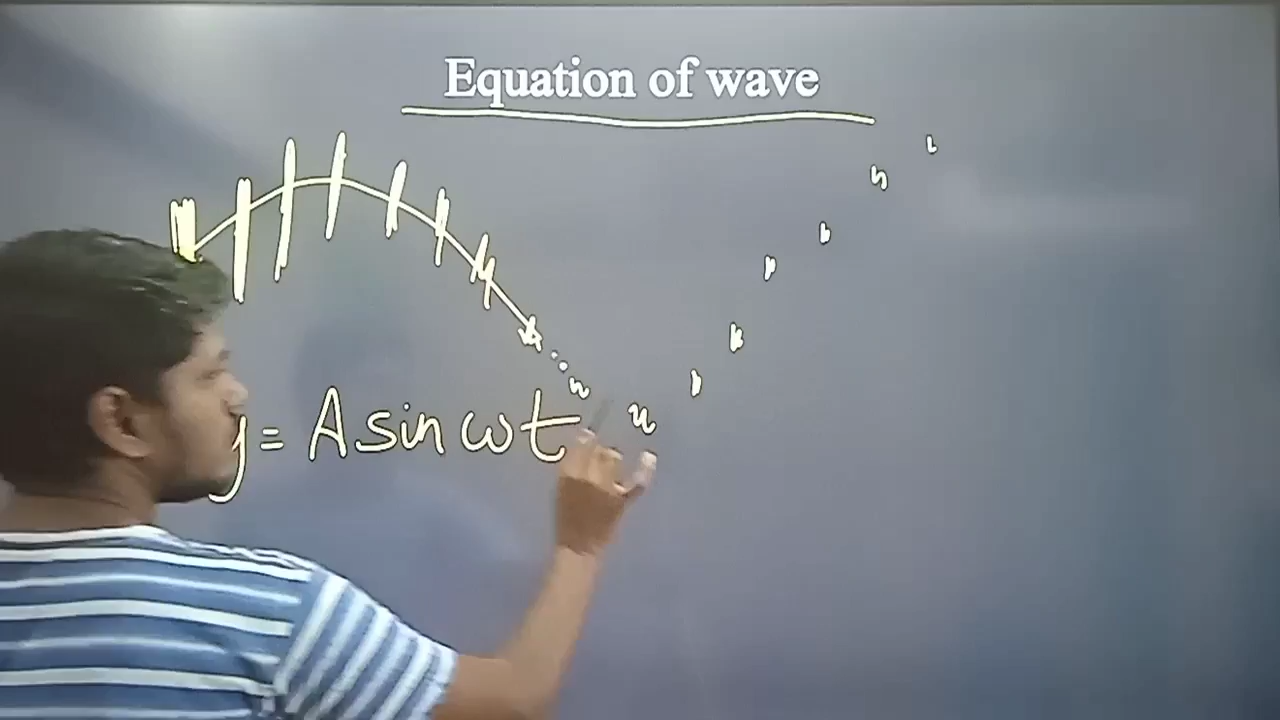 Equation of wave
y = A sin ωt